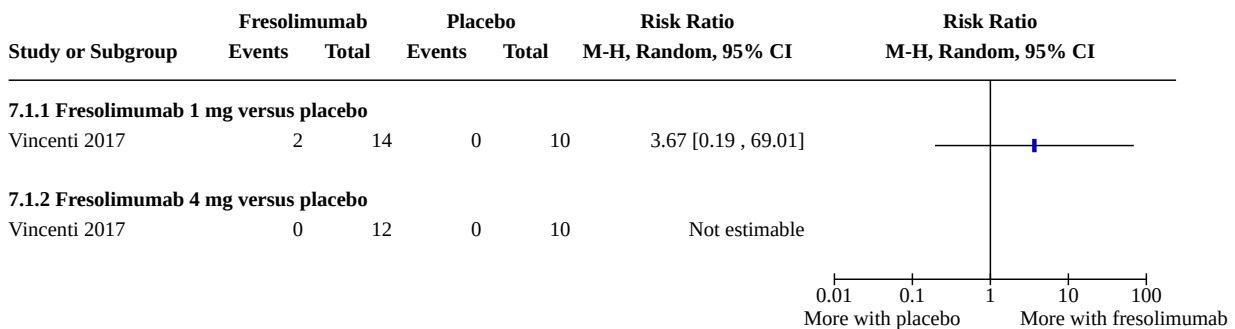 Fresolimumab Placebo Risk Ratio Risk Ratio
Study or Subgroup Events Total Events Total M-H, Random, 95% CI M-H, Random, 95% CI
7.1.1 Fresolimumab 1 mg versus placebo
Vincenti 2017 2 14 0 10 3.67 [0.19 , 69.01]
7.1.2 Fresolimumab 4 mg versus placebo
Vincenti 2017 0 12 0 10 Not estimable
0.01 0.1 1 10 100
More with placebo More with fresolimumab